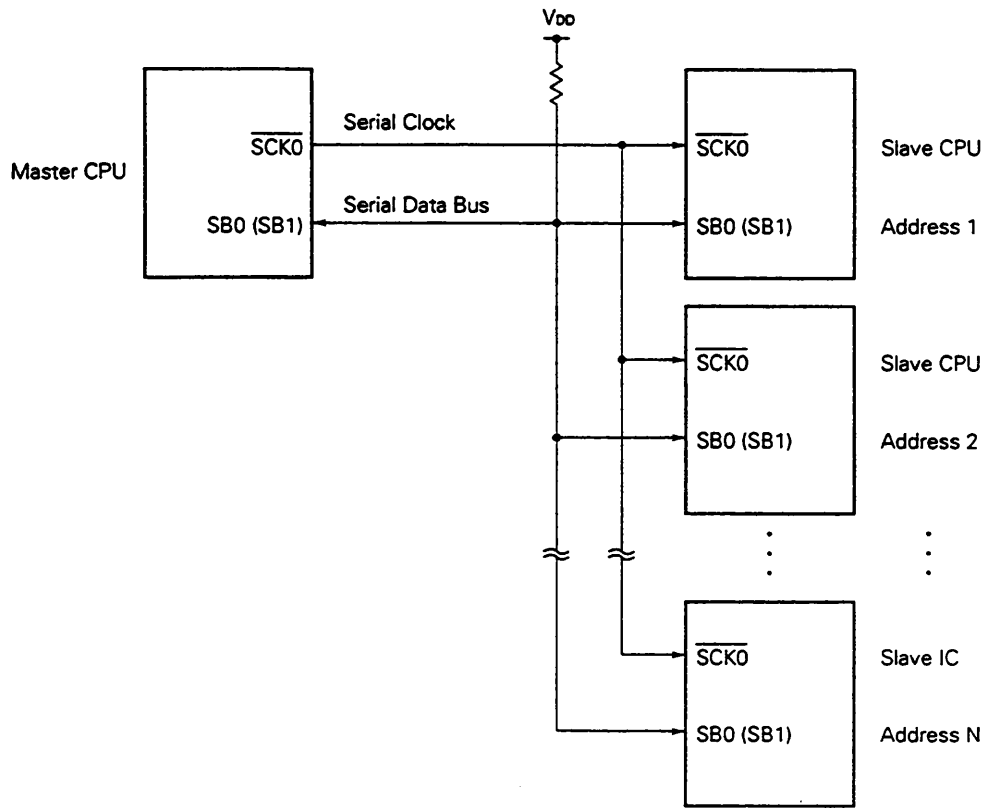 VDD
Master CPU
SCK0
SB0 (SB1)
Serial Clock
Serial Data Bus
SCK0
SB0 (SB1)
Slave CPU
Address 1
SCK0
SB0 (SB1)
Slave CPU
Address 2
SCK0
SB0 (SB1)
Slave IC
Address N